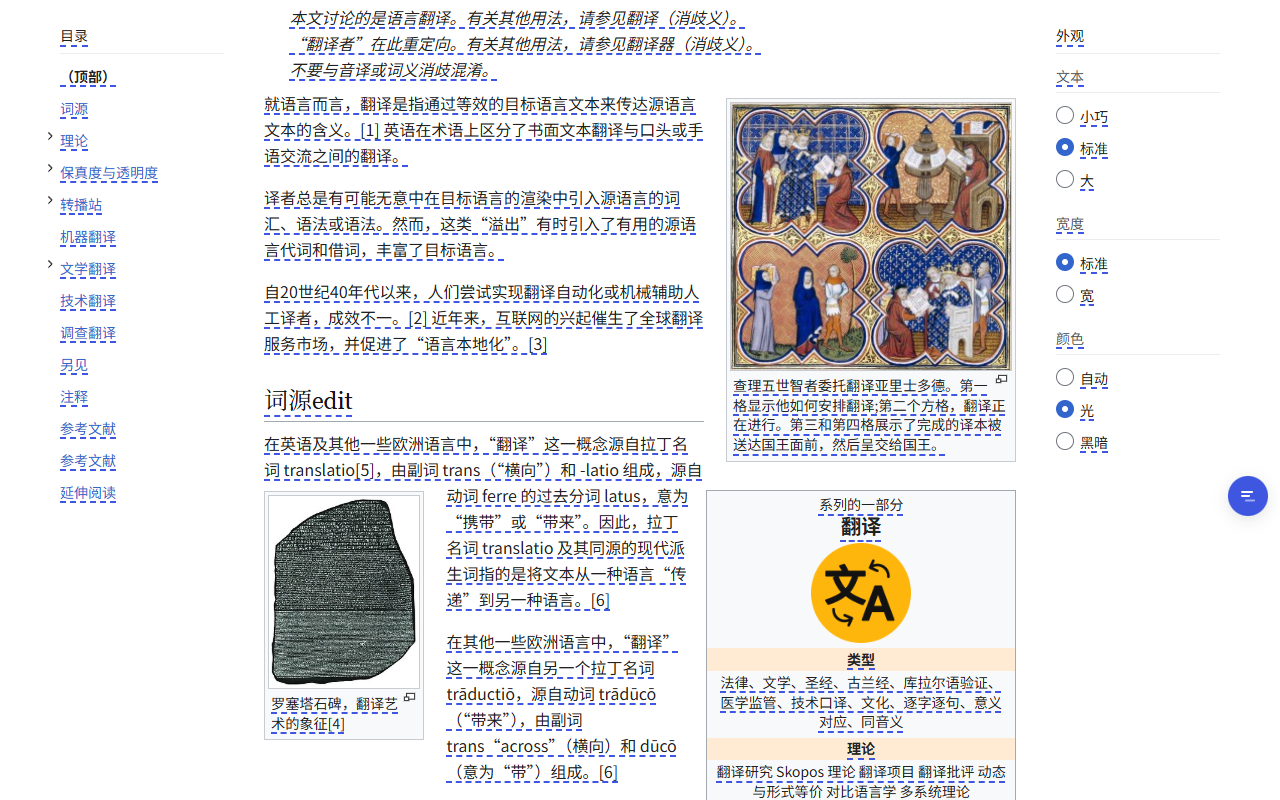 目录
（顶部）
词源
理论
保真度与透明度
转播站
机器翻译
文学翻译
技术翻译
调查翻译
另见
注释
参考文献
参考文献
延伸阅读
本文讨论的是语言翻译。有关其他用法，请参见翻译（消歧义）。
“翻译者”在此重定向。有关其他用法，请参见翻译器（消歧义）。
不要与音译或词义消歧混淆。
就语言而言，翻译是指通过等效的目标语言文本来传达源语言
文本的含义。[1] 英语在术语上区分了书面文本翻译与口头或手
语交流之间的翻译。
译者总是有可能无意中在目标语言的渲染中引入源语言的词
汇、语法或语法。然而，这类“溢出”有时引入了有用的源语
言代词和借词，丰富了目标语言。
自20世纪40年代以来，人们尝试实现翻译自动化或机械辅助人
工译者，成效不一。[2] 近年来，互联网的兴起催生了全球翻译
服务市场，并促进了“语言本地化”。[3]
词源edit
在英语及其他一些欧洲语言中，“翻译”这一概念源自拉丁名
词 translatio[5]，由副词 trans（“横向”）和 -latio 组成，源自
动词 ferre 的过去分词 latus，意为
“携带”或“带来”。因此，拉丁
名词 translatio 及其同源的现代派
生词指的是将文本从一种语言“传
递”到另一种语言。[6]
在其他一些欧洲语言中，“翻译”
这一概念源自另一个拉丁名词
trāductiō，源自动词 trādūcō
（“带来”），由副词
trans“across”（横向）和 dūcō
（意为“带”）组成。[6]
罗塞塔石碑，翻译艺
术的象征[4]
查理五世智者委托翻译亚里士多德。第一
格显示他如何安排翻译;第二个方格，翻译正
在进行。第三和第四格展示了完成的译本被
送达国王面前，然后呈交给国王。
系列的一部分
翻译
文A
类型
法律、文学、圣经、古兰经、库拉尔语验证、
医学监管、技术口译、文化、逐字逐句、意义
对应、同音义
理论
翻译研究 Skopos 理论 翻译项目 翻译批评 动态
与形式等价 对比语言学 多系统理论
外观
文本
小巧
标准
大
宽度
标准
宽
颜色
自动
光
黑暗